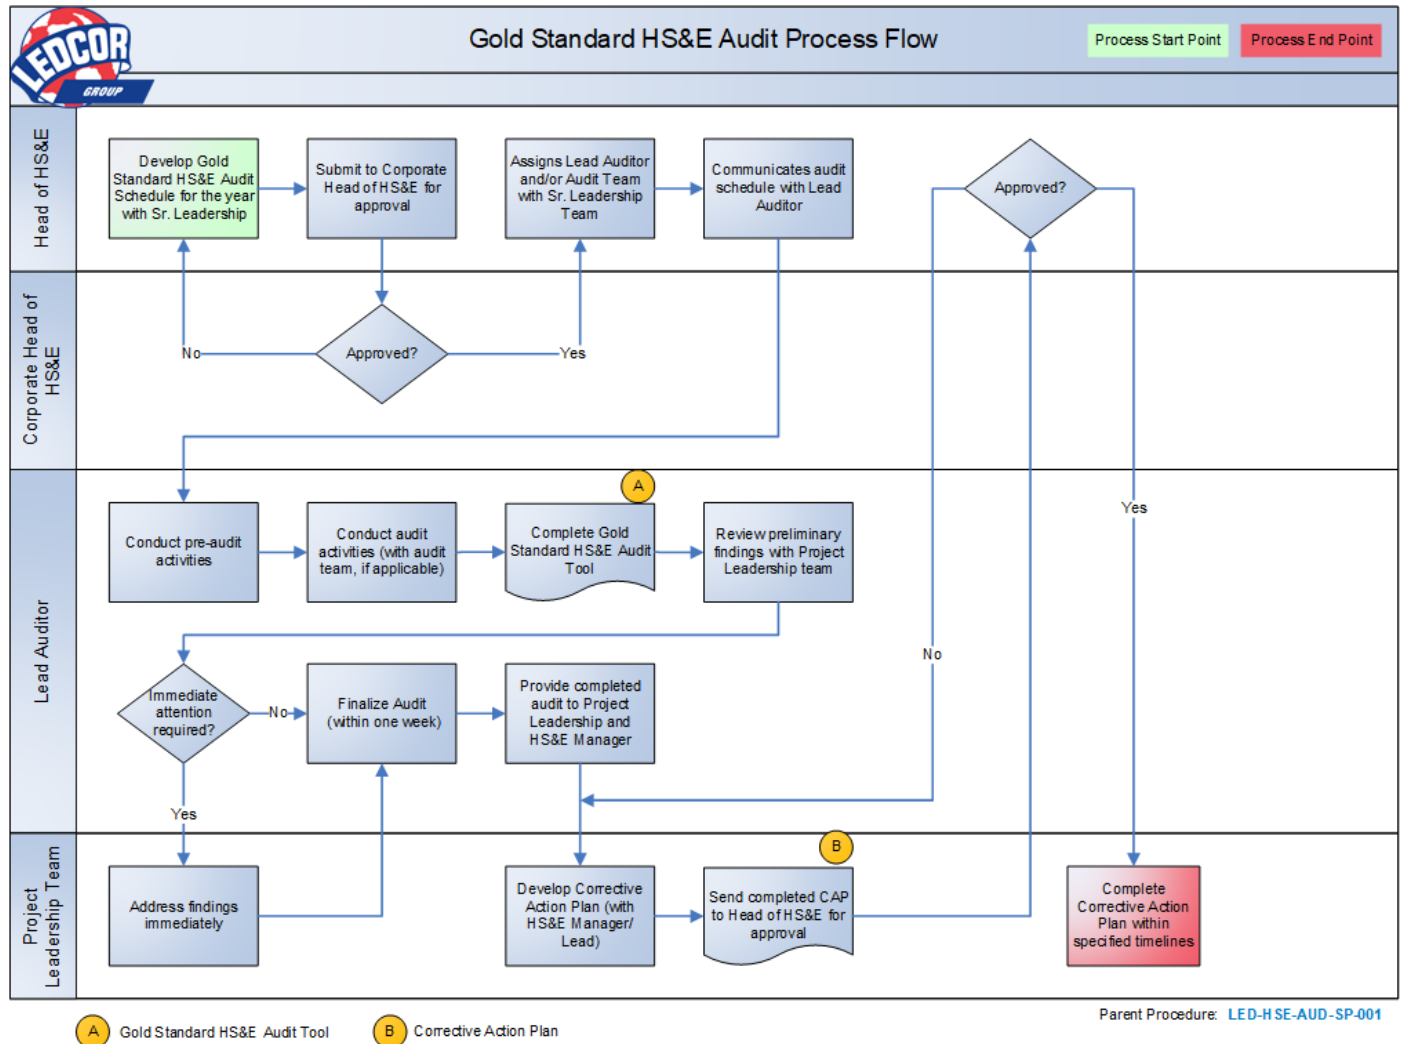 LEDCOR
GROUP
Gold Standard HS&E Audit Process Flow
Process Start Point
Process End Point
Head of HS&E
Develop Gold
Standard HS&E Audit
Schedule for the year
with Sr. Leadership
Submit to Corporate
Head of HS&E for
approval
Assigns Lead Auditor
and/or Audit Team
with Sr. Leadership
Team
Communicates audit
schedule with Lead
Auditor
Approved?
Corporate Head of
HS&E
No
Approved?
Yes
Lead Auditor
A
Conduct pre-audit
activities
Conduct audit
activities (with audit
team, if applicable)
Complete Gold
Standard HS&E Audit
Tool
Review preliminary
findings with Project
Leadership team
Yes
No
Immediate
attention
required?
No
Finalize Audit
(within one week)
Provide completed
audit to Project
Leadership and
HS&E Manager
Yes
Project
Leadership Team
B
Address findings
immediately
Develop Corrective
Action Plan (with
HS&E Manager/
Lead)
Send completed CAP
to Head of HS&E for
approval
Complete
Corrective Action
Plan within
specified timelines
A Gold Standard HS&E Audit Tool
B Corrective Action Plan
Parent Procedure: LED-HSE-AUD-SP-001